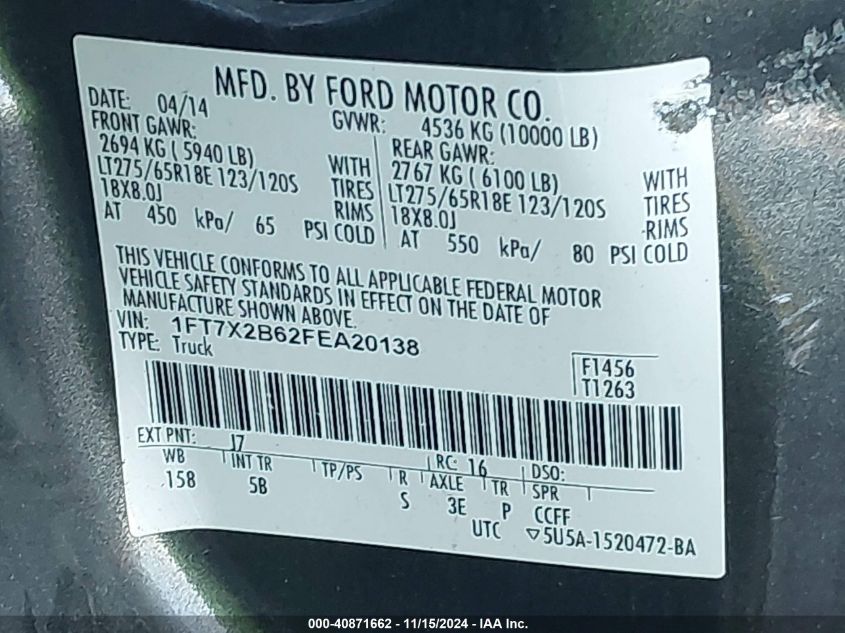 MFD. BY FORD MOTOR CO.
DATE: 04/14 GVWR: 4536 KG (10000 LB)
FRONT GAWR: REAR GAWR:
2694 KG ( 5940 LB) WITH 2767 KG ( 6100 LB) WITH
LT275/65R18E 123/120S TIRES LT275/65R18E 123/120S TIRES
18X8.0J RIMS 18X8.0J RIMS
AT 450 kPa/ 65 PSI COLD AT 550 kPa/ 80 PSI COLD
THIS VEHICLE CONFORMS TO ALL APPLICABLE FEDERAL MOTOR
VEHICLE SAFETY STANDARDS IN EFFECT ON THE DATE OF
MANUFACTURE SHOWN ABOVE.
VIN: 1FT7X2B62FEA20138
TYPE: Truck
F1456
T1263
EXT PNT: J7 RC: 16 DSO:
WB INT TR TP/PS R AXLE TR SPR
158 5B S 3E P CCFF
UTC ▽5U5A-1520472-BA
000-40871662 - 11/15/2024 - IAA Inc.